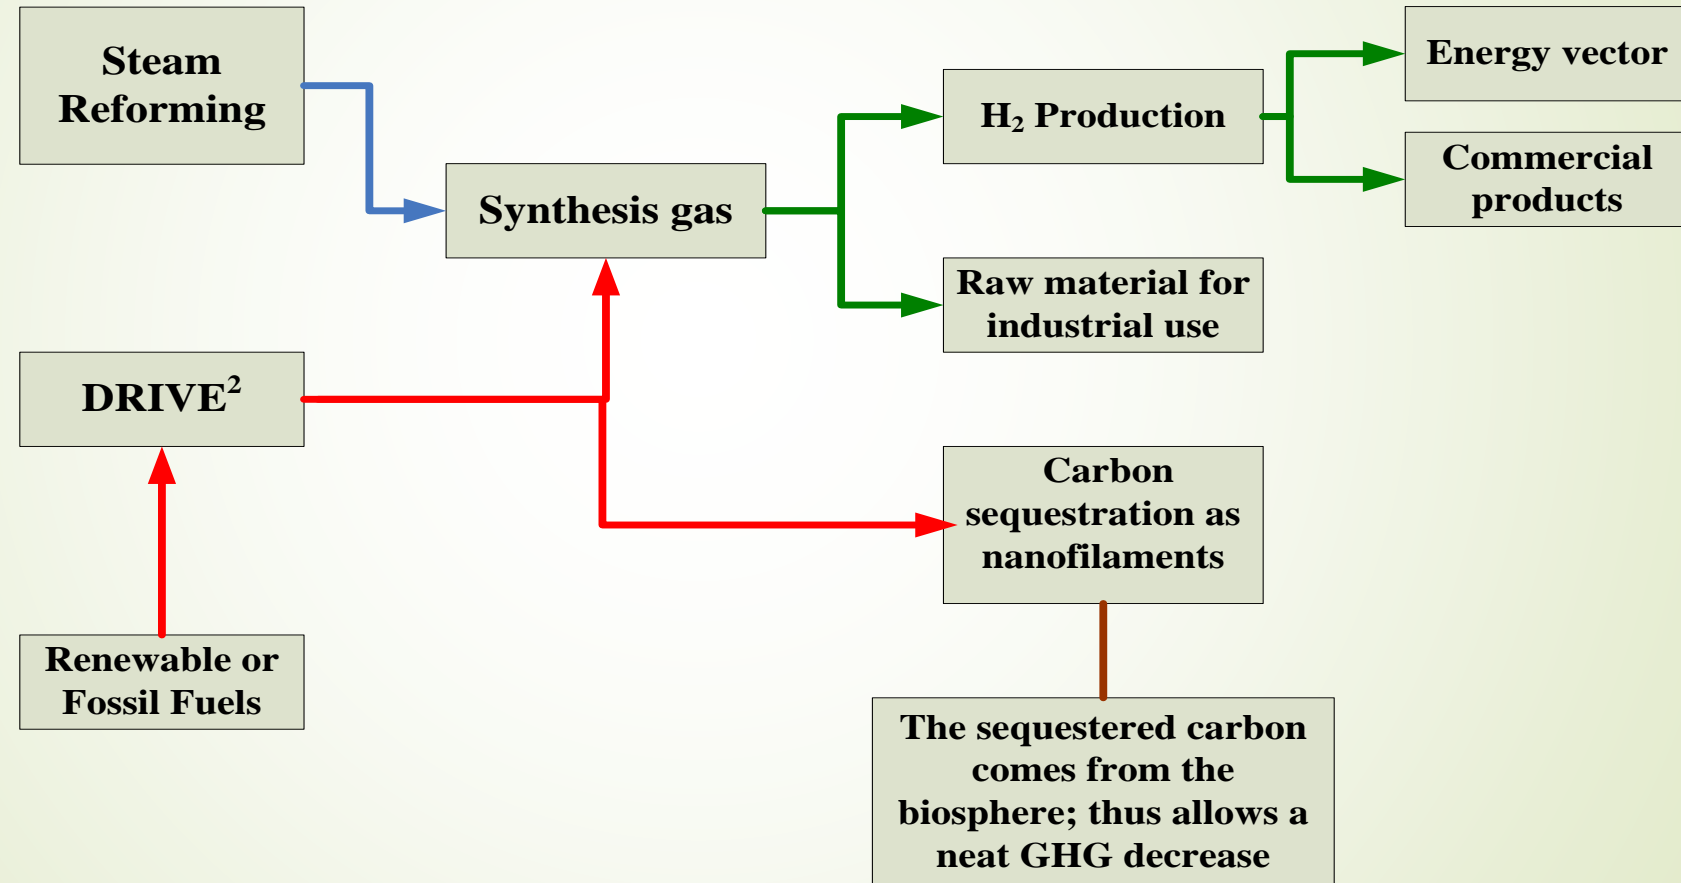 Steam
Reforming
Synthesis gas
H₂ Production
Energy vector
Commercial
products
Raw material for
industrial use
DRIVE²
Carbon
sequestration as
nanofilaments
Renewable or
Fossil Fuels
The sequestered carbon
comes from the
biosphere; thus allows a
neat GHG decrease